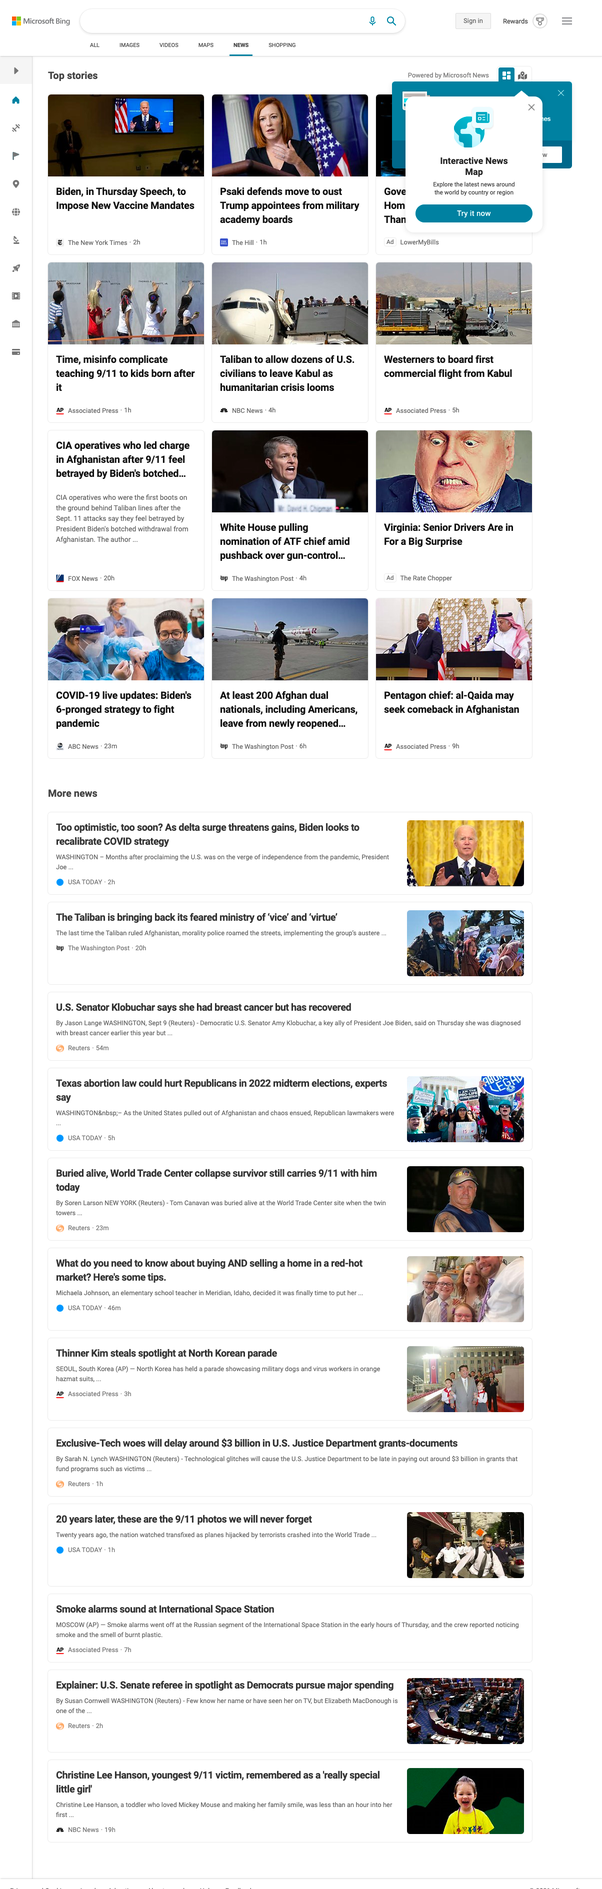 Microsoft Bing
Sign in
Rewards
ALL
IMAGES
VIDEOS
MAPS
NEWS
SHOPPING
Top stories
Powered by Microsoft News
Interactive News
Map
Explore the latest news around
the world by country or region
Try it now
Biden, in Thursday Speech, to
Impose New Vaccine Mandates
The New York Times · 2h
Psaki defends move to oust
Trump appointees from military
academy boards
The Hill · 1h
Gove
Hom
Than
Ad LowerMyBills
Time, misinfo complicate
teaching 9/11 to kids born after
it
AP Associated Press · 1h
Taliban to allow dozens of U.S.
civilians to leave Kabul as
humanitarian crisis looms
NBC News · 4h
Westerners to board first
commercial flight from Kabul
AP Associated Press · 5h
CIA operatives who led charge
in Afghanistan after 9/11 feel
betrayed by Biden's botched...
CIA operatives who were the first boots on
the ground behind Taliban lines after the
Sept. 11 attacks say they feel betrayed by
President Biden's botched withdrawal from
Afghanistan. The author ...
FOX News · 20h
White House pulling
nomination of ATF chief amid
pushback over gun-control...
wp The Washington Post · 4h
Virginia: Senior Drivers Are in
For a Big Surprise
Ad The Rate Chopper
COVID-19 live updates: Biden's
6-pronged strategy to fight
pandemic
ABC News · 23m
At least 200 Afghan dual
nationals, including Americans,
leave from newly reopened...
wp The Washington Post · 6h
Pentagon chief: al-Qaida may
seek comeback in Afghanistan
AP Associated Press · 9h
More news
Too optimistic, too soon? As delta surge threatens gains, Biden looks to
recalibrate COVID strategy
WASHINGTON – Months after proclaiming the U.S. was on the verge of independence from the pandemic, President
Joe ...
USA TODAY · 2h
The Taliban is bringing back its feared ministry of 'vice' and 'virtue'
The last time the Taliban ruled Afghanistan, morality police roamed the streets, implementing the group's austere ...
wp The Washington Post · 20h
U.S. Senator Klobuchar says she had breast cancer but has recovered
By Jason Lange WASHINGTON, Sept 9 (Reuters) - Democratic U.S. Senator Amy Klobuchar, a key ally of President Joe Biden, said on Thursday she was diagnosed
with breast cancer earlier this year but ...
Reuters · 54m
Texas abortion law could hurt Republicans in 2022 midterm elections, experts
say
WASHINGTON&nbsp;– As the United States pulled out of Afghanistan and chaos ensued, Republican lawmakers were
...
USA TODAY · 5h
Buried alive, World Trade Center collapse survivor still carries 9/11 with him
today
By Soren Larson NEW YORK (Reuters) - Tom Canavan was buried alive at the World Trade Center site when the twin
towers ...
Reuters · 23m
What do you need to know about buying AND selling a home in a red-hot
market? Here's some tips.
Michaela Johnson, an elementary school teacher in Meridian, Idaho, decided it was finally time to put her ...
USA TODAY · 46m
Thinner Kim steals spotlight at North Korean parade
SEOUL, South Korea (AP) — North Korea has held a parade showcasing military dogs and virus workers in orange
hazmat suits, ...
AP Associated Press · 3h
Exclusive-Tech woes will delay around $3 billion in U.S. Justice Department grants-documents
By Sarah N. Lynch WASHINGTON (Reuters) - Technological glitches will cause the U.S. Justice Department to be late in paying out around $3 billion in grants that
fund programs such as victims ...
Reuters · 1h
20 years later, these are the 9/11 photos we will never forget
Twenty years ago, the nation watched transfixed as planes hijacked by terrorists crashed into the World Trade ...
USA TODAY · 1h
Smoke alarms sound at International Space Station
MOSCOW (AP) — Smoke alarms went off at the Russian segment of the International Space Station in the early hours of Thursday, and the crew reported noticing
smoke and the smell of burnt plastic.
AP Associated Press · 7h
Explainer: U.S. Senate referee in spotlight as Democrats pursue major spending
By Susan Cornwell WASHINGTON (Reuters) - Few know her name or have seen her on TV, but Elizabeth MacDonough is
one of the ...
Reuters · 2h
Christine Lee Hanson, youngest 9/11 victim, remembered as a 'really special
little girl'
Christine Lee Hanson, a toddler who loved Mickey Mouse and making her family smile, was less than an hour into her
first ...
NBC News · 19h